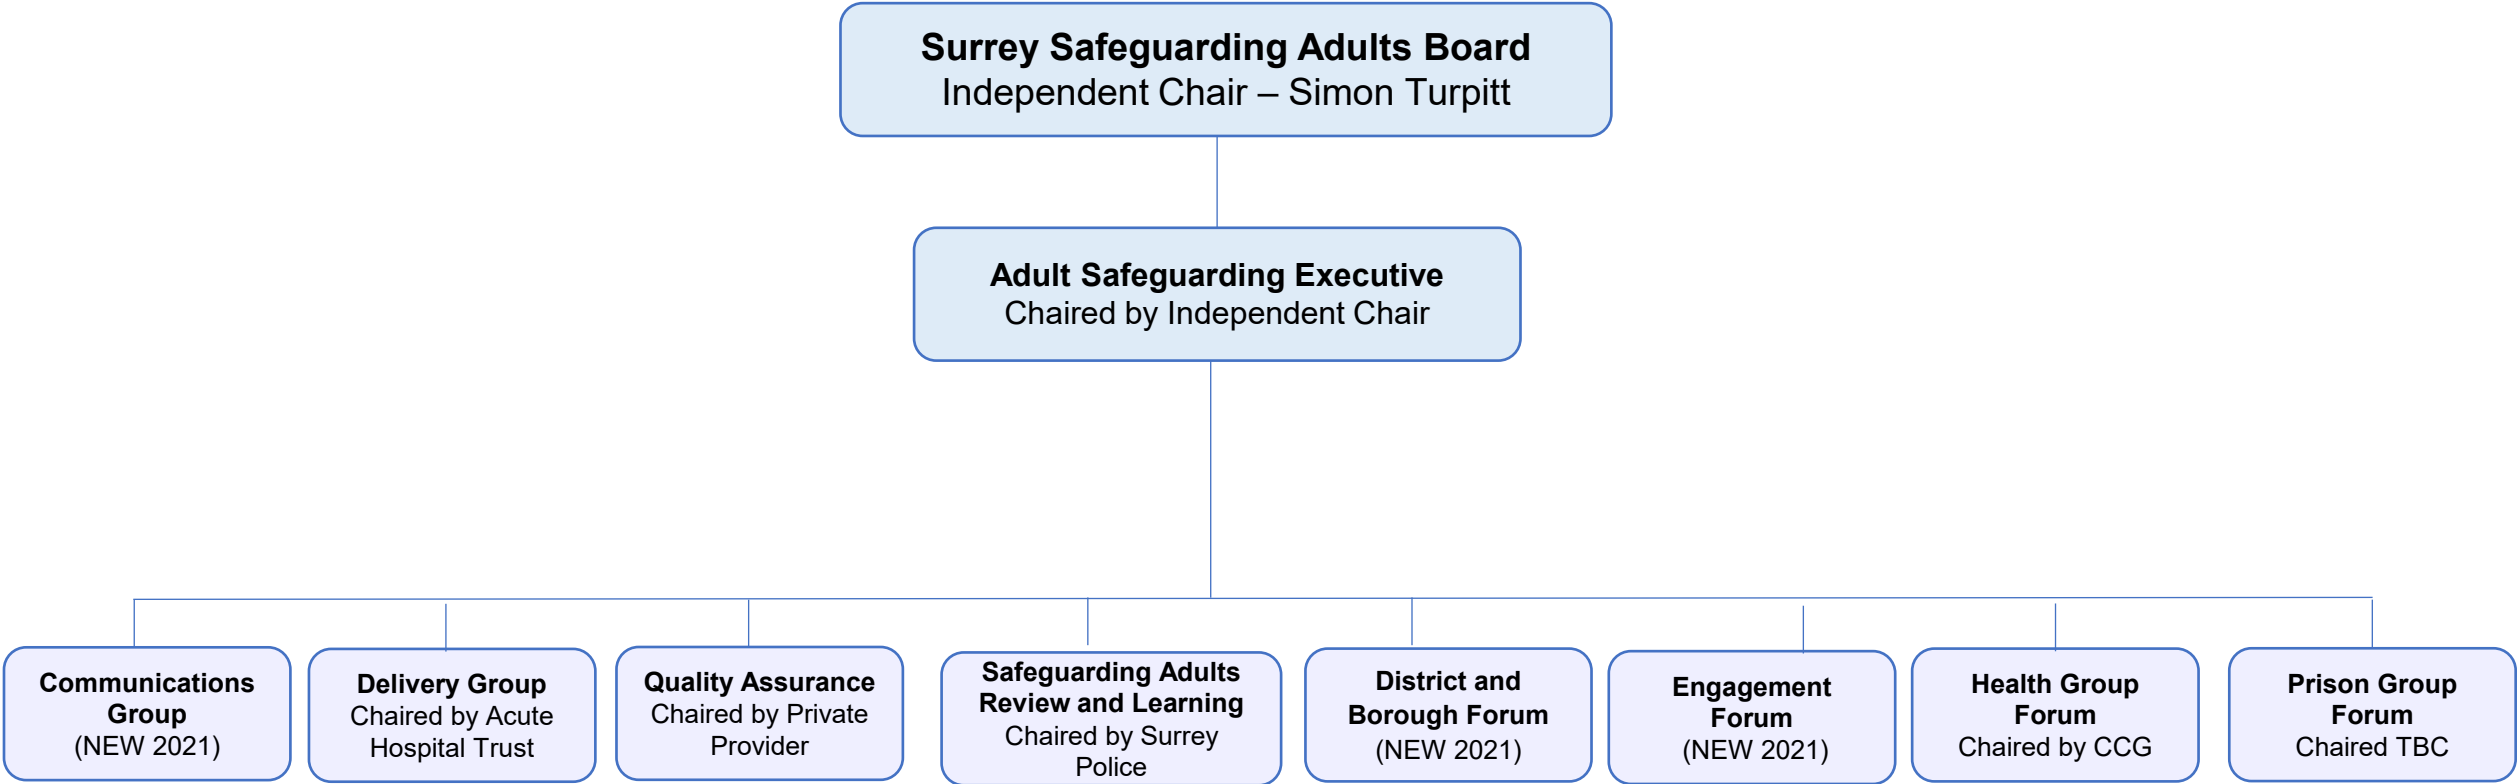 Surrey Safeguarding Adults Board
Independent Chair – Simon Turpitt
Adult Safeguarding Executive
Chaired by Independent Chair
Communications
Group
(NEW 2021)
Delivery Group
Chaired by Acute
Hospital Trust
Quality Assurance
Chaired by Private
Provider
Safeguarding Adults
Review and Learning
Chaired by Surrey
Police
District and
Borough Forum
(NEW 2021)
Engagement
Forum
(NEW 2021)
Health Group
Forum
Chaired by CCG
Prison Group
Forum
Chaired TBC